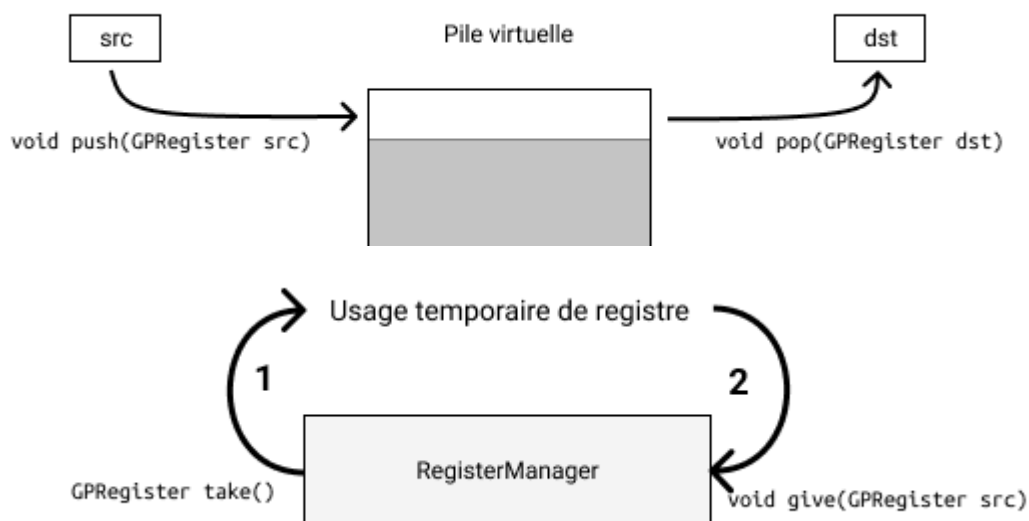 src
Pile virtuelle
dst
void push(GPRegister src)
void pop(GPRegister dst)
Usage temporaire de registre
1
2
RegisterManager
GPRegister take()
void give(GPRegister src)